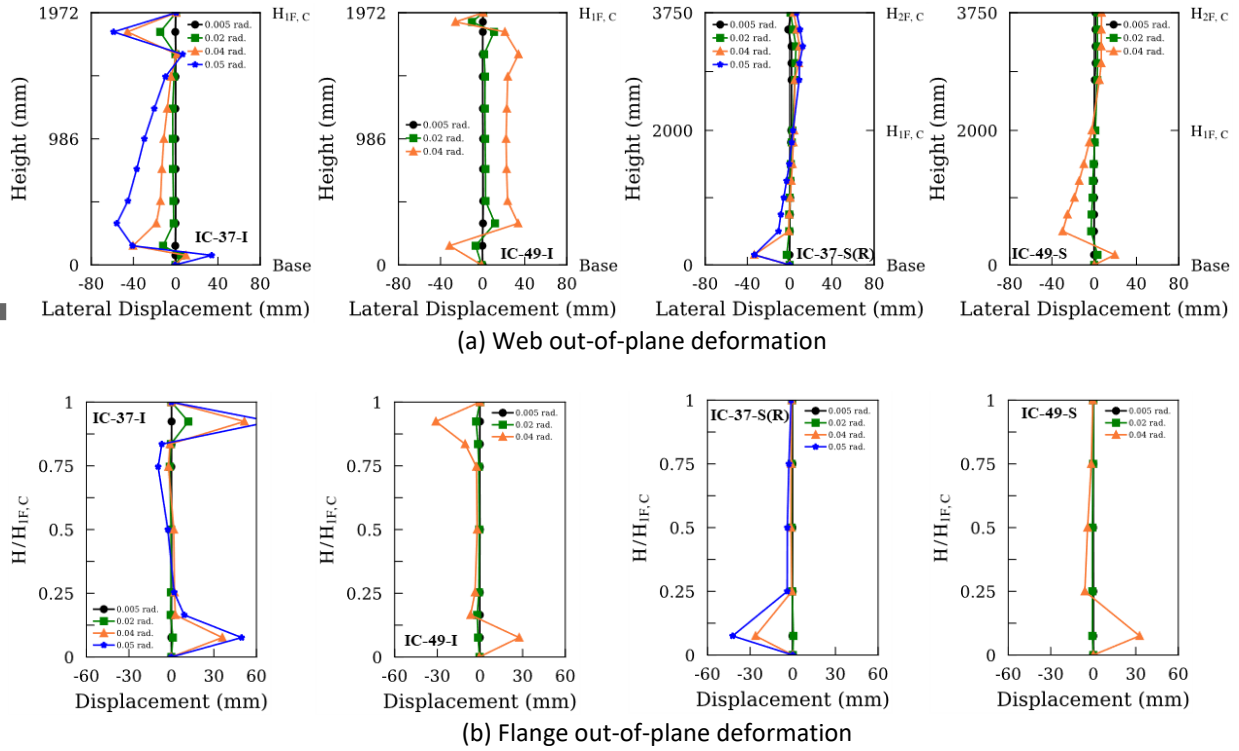 1972
986
0
Height (mm)
H1F, C
Base
0.005 rad.
0.02 rad.
0.04 rad.
0.05 rad.
IC-37-I
-80 -40 0 40 80
Lateral Displacement (mm)
1972
986
0
Height (mm)
H1F, C
Base
0.005 rad.
0.02 rad.
0.04 rad.
IC-49-I
-80 -40 0 40 80
Lateral Displacement (mm)
3750
2000
0
Height (mm)
H2F, C
H1F, C
Base
0.005 rad.
0.02 rad.
0.04 rad.
0.05 rad.
IC-37-S(R)
-80 -40 0 40 80
Lateral Displacement (mm)
3750
2000
0
Height (mm)
H2F, C
H1F, C
Base
0.005 rad.
0.02 rad.
0.04 rad.
IC-49-S
-80 -40 0 40 80
Lateral Displacement (mm)
(a) Web out-of-plane deformation
1
0.75
0.5
0.25
0
H/H1F, C
IC-37-I
0.005 rad.
0.02 rad.
0.04 rad.
0.05 rad.
-60 -30 0 30 60
Displacement (mm)
1
0.75
0.5
0.25
0
H/H1F, C
0.005 rad.
0.02 rad.
0.04 rad.
IC-49-I
-60 -30 0 30 60
Displacement (mm)
1
0.75
0.5
0.25
0
H/H1F, C
IC-37-S(R)
0.005 rad.
0.02 rad.
0.04 rad.
0.05 rad.
-60 -30 0 30 60
Displacement (mm)
1
0.75
0.5
0.25
0
H/H1F, C
IC-49-S
0.005 rad.
0.02 rad.
0.04 rad.
-60 -30 0 30 60
Displacement (mm)
(b) Flange out-of-plane deformation